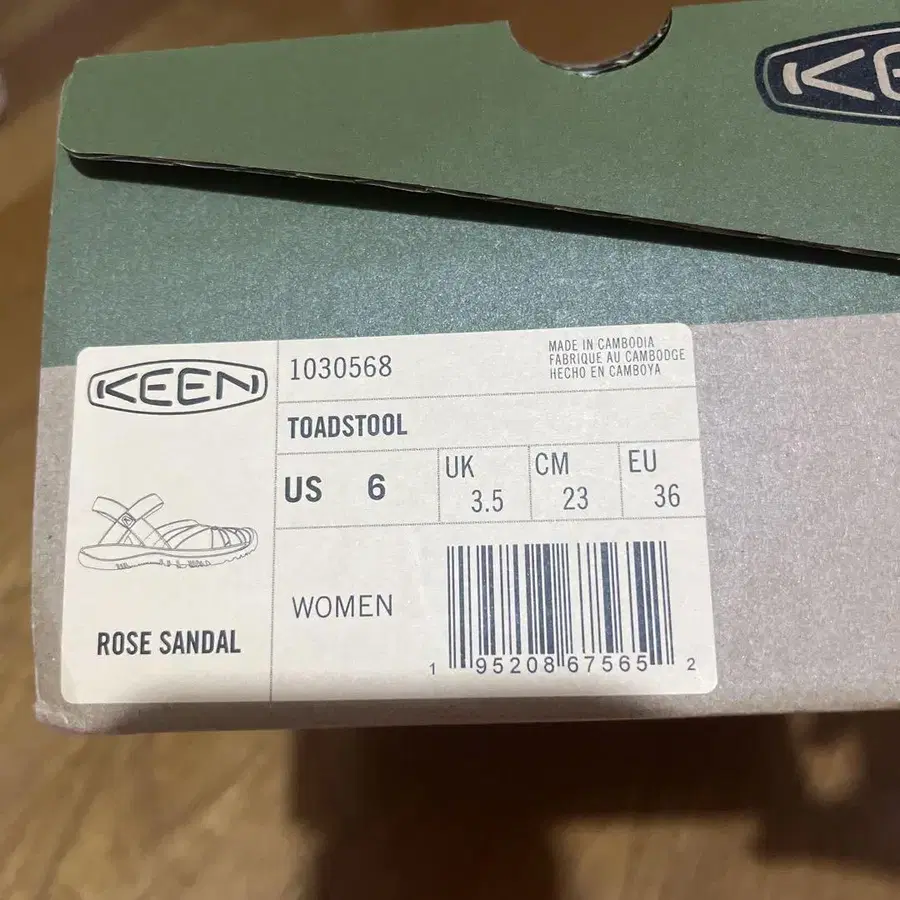 KEEN
1030568
MADE IN CAMBODIA
FABRIQUE AU CAMBODGE
HECHO EN CAMBOYA
TOADSTOOL
US 6
UK 3.5
CM 23
EU 36
WOMEN
ROSE SANDAL
1 95208 67565 2